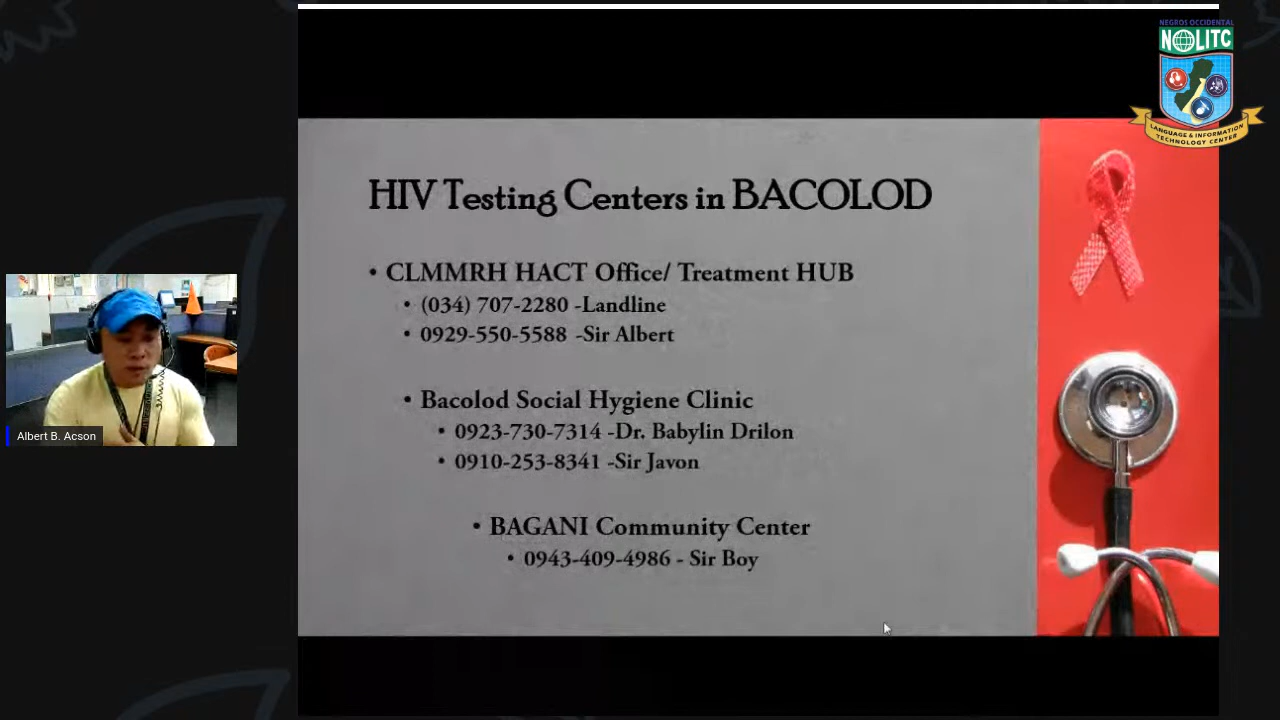 NEGROS OCCIDENTAL
NOLITC
LANGUAGE & INFORMATION
TECHNOLOGY CENTER
HIV Testing Centers in BACOLOD
• CLMMRH HACT Office/ Treatment HUB
• (034) 707-2280 -Landline
• 0929-550-5588 -Sir Albert
• Bacolod Social Hygiene Clinic
• 0923-730-7314 -Dr. Babylin Drilon
• 0910-253-8341 -Sir Javon
• BAGANI Community Center
• 0943-409-4986 - Sir Boy
Albert B. Acson